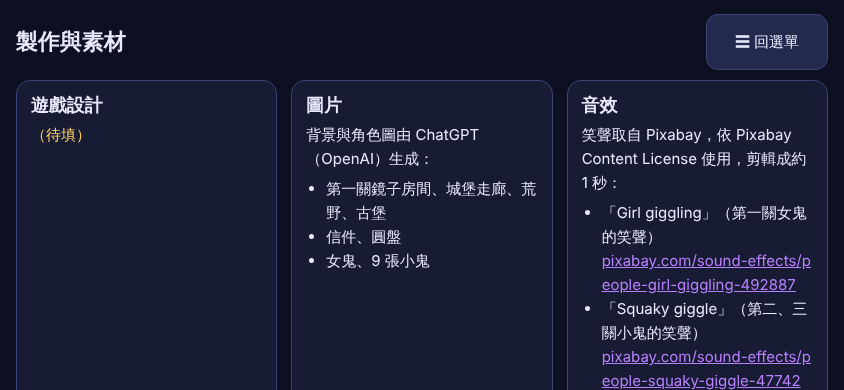 製作與素材
☰ 回選單
遊戲設計
（待填）
圖片
背景與角色圖由 ChatGPT
（OpenAI）生成：
• 第一關鏡子房間、城堡走廊、荒
野、古堡
• 信件、圓盤
• 女鬼、9 張小鬼
音效
笑聲取自 Pixabay，依 Pixabay
Content License 使用，剪輯成約
1 秒：
• 「Girl giggling」（第一關女鬼
的笑聲）
pixabay.com/sound-effects/p
eople-girl-giggling-492887
• 「Squaky giggle」（第二、三
關小鬼的笑聲）
pixabay.com/sound-effects/p
eople-squaky-giggle-47742